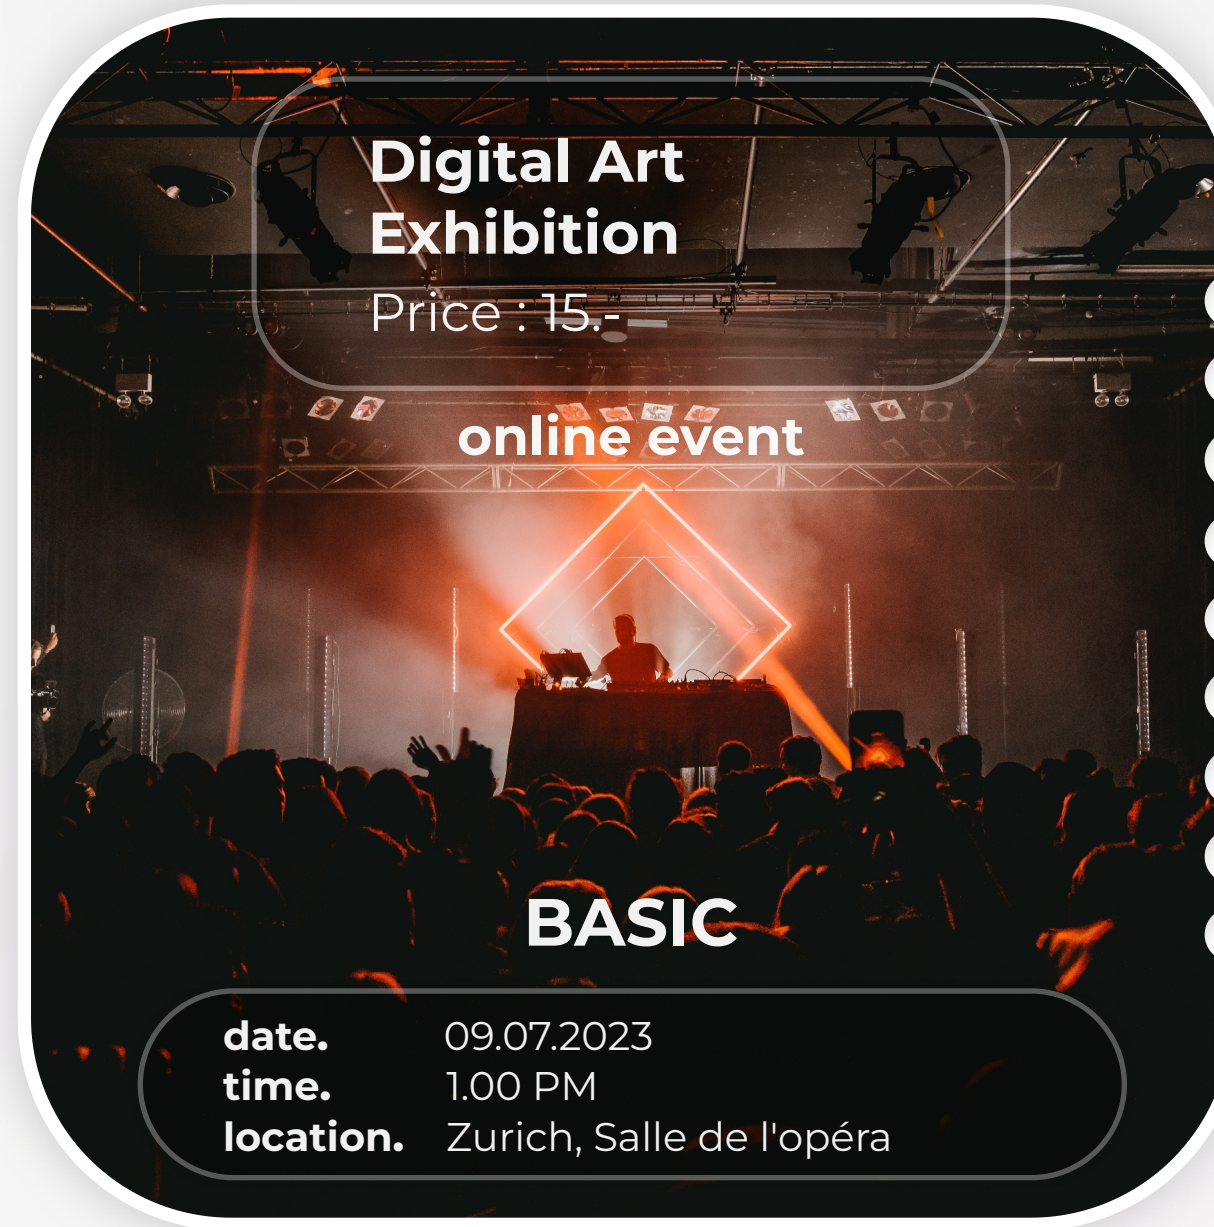 Digital Art
Exhibition
Price : 15.-
online event
BASIC
date. 09.07.2023
time. 1.00 PM
location. Zurich, Salle de l'opéra